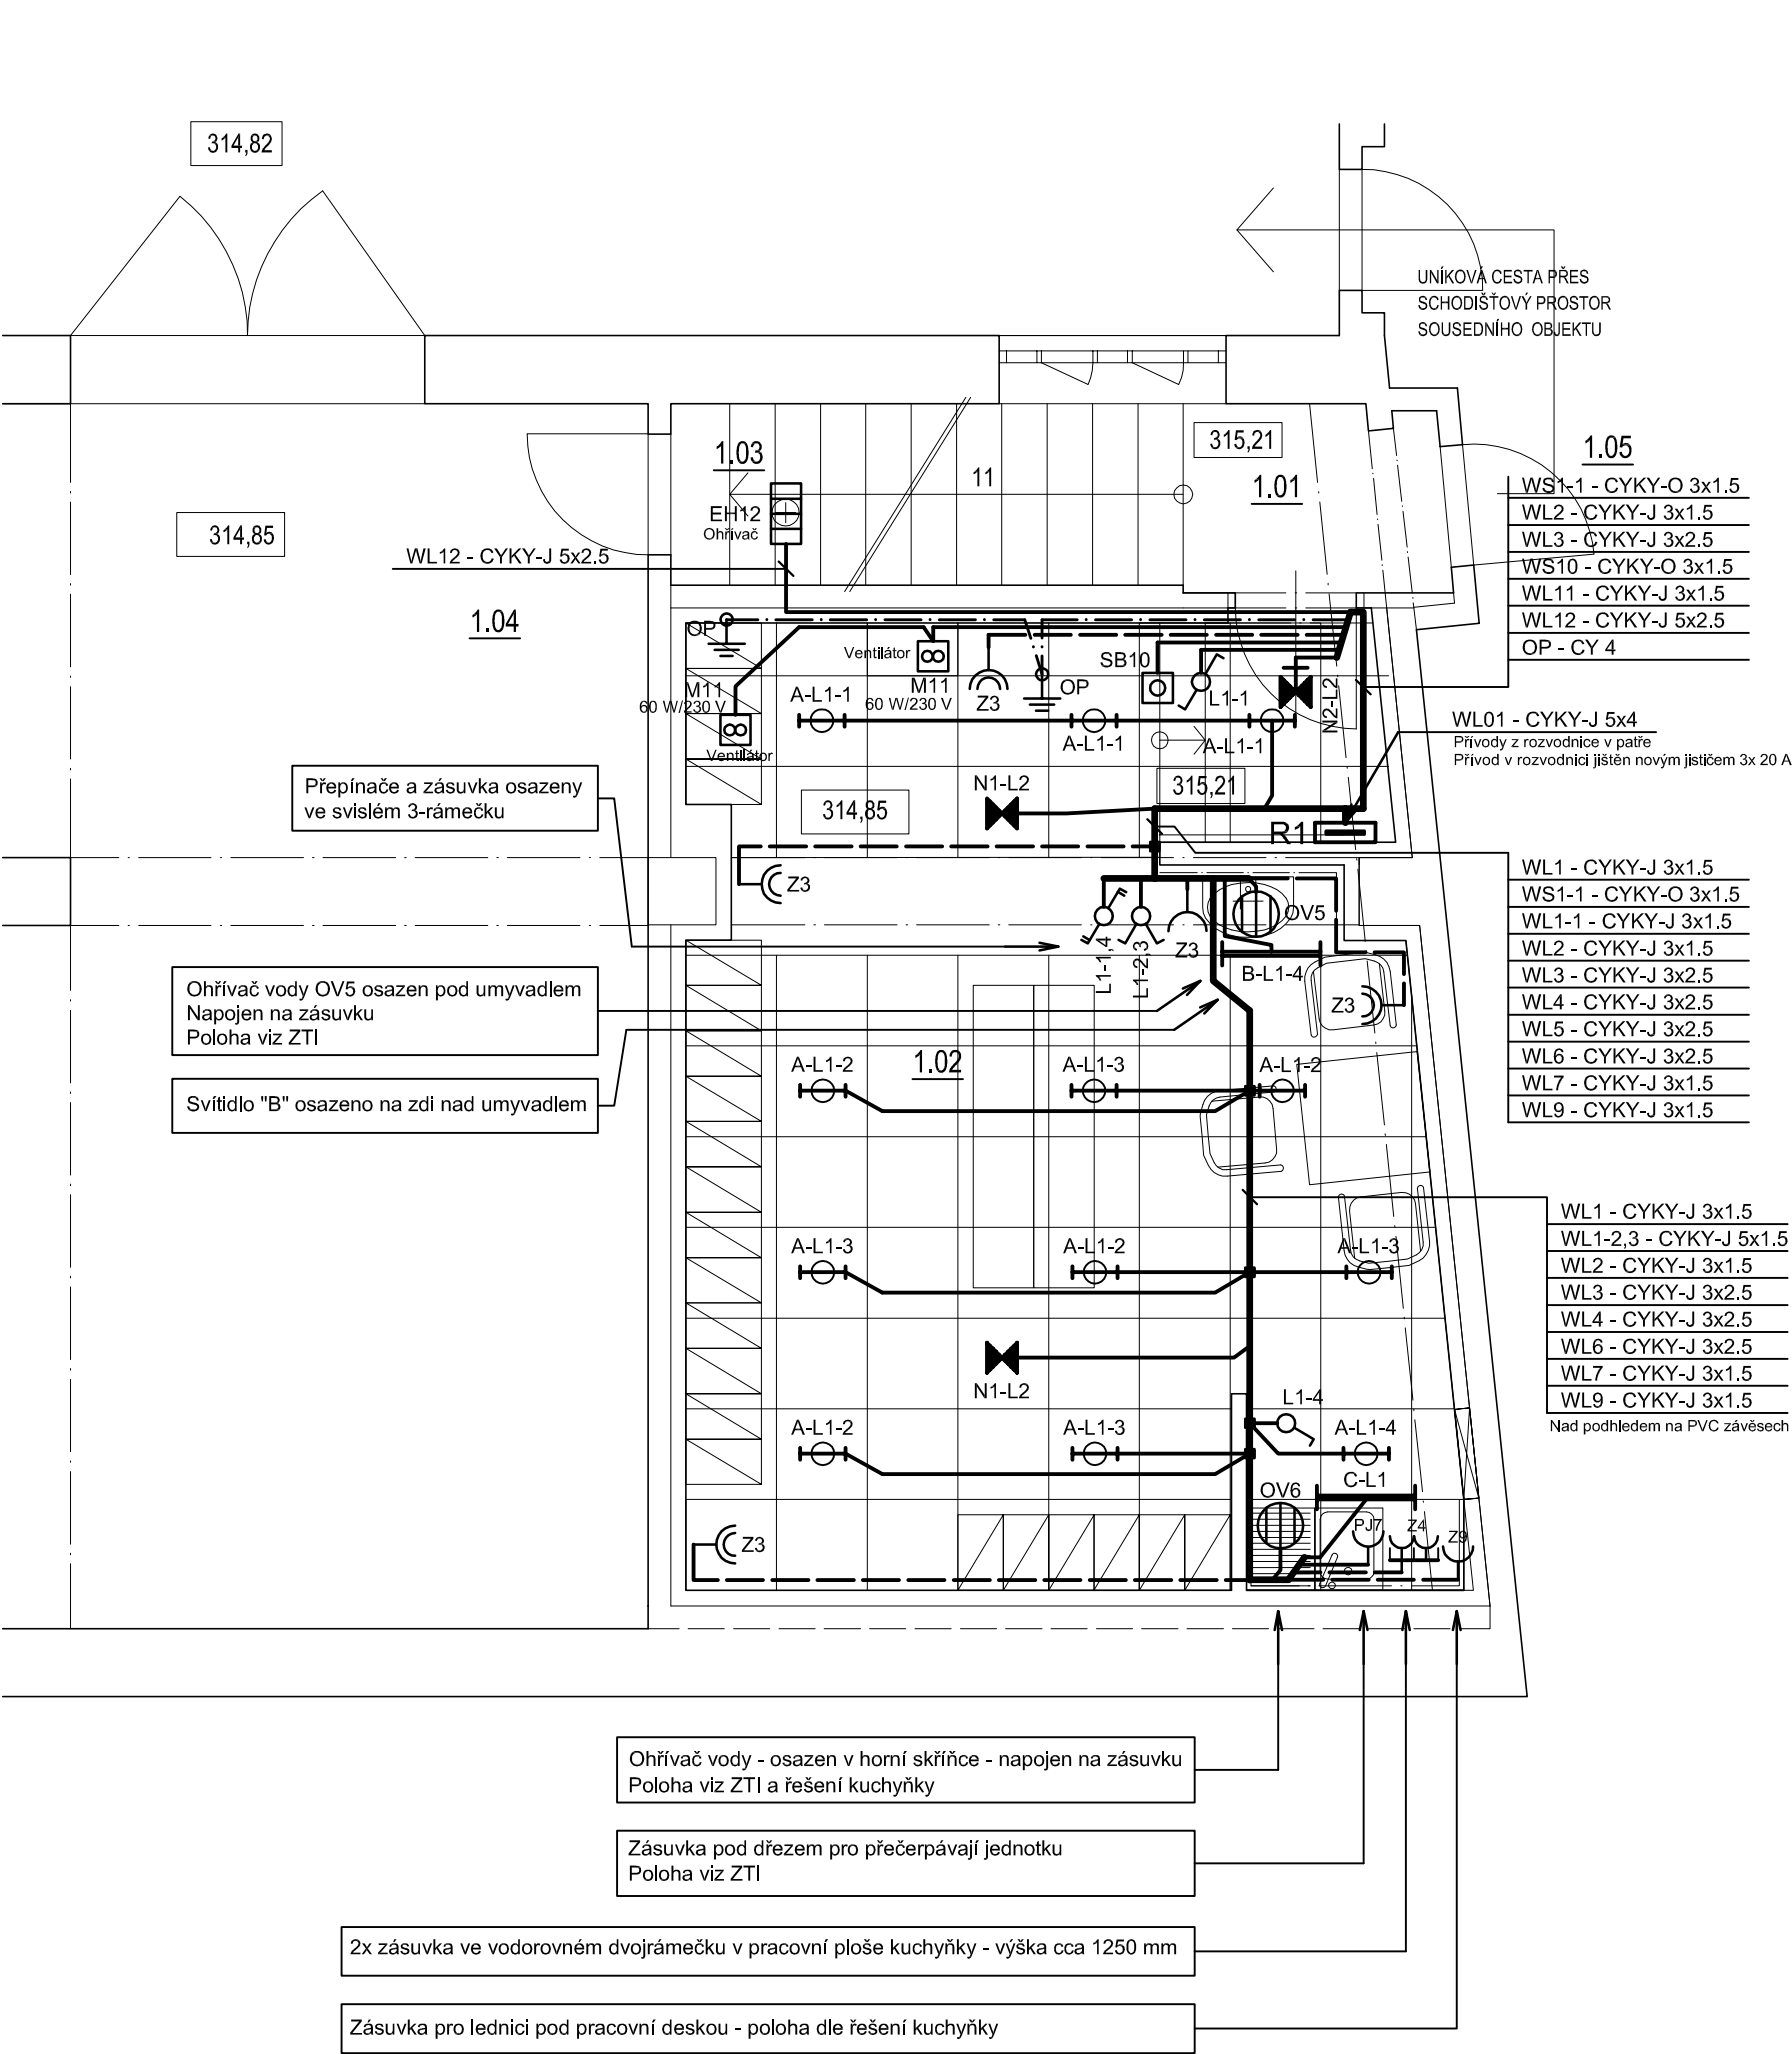 314,82
UNÍKOVÁ CESTA PŘES
SCHODIŠŤOVÝ PROSTOR
SOUSEDNÍHO OBJEKTU
1.03
11
315,21
1.01
1.05
WS1-1 - CYKY-O 3x1.5
WL2 - CYKY-J 3x1.5
WL3 - CYKY-J 3x2.5
WS10 - CYKY-O 3x1.5
WL11 - CYKY-J 3x1.5
WL12 - CYKY-J 5x2.5
OP - CY 4
EH12
Ohřívač
314,85
WL12 - CYKY-J 5x2.5
1.04
OP
Ventilátor
M11
60 W/230 V
Z3
OP
SB10
L1-1
N2-L2
M11
60 W/230 V
Ventilátor
A-L1-1
A-L1-1
A-L1-1
WL01 - CYKY-J 5x4
Přívody z rozvodnice v patře
Přívod v rozvodnici jištěn novým jističem 3x 20 A
Přepínače a zásuvka osazeny
ve svislém 3-rámečku
N1-L2
314,85
315,21
R1
Z3
WL1 - CYKY-J 3x1.5
WS1-1 - CYKY-O 3x1.5
WL1-1 - CYKY-J 3x1.5
WL2 - CYKY-J 3x1.5
WL3 - CYKY-J 3x2.5
WL4 - CYKY-J 3x2.5
WL5 - CYKY-J 3x2.5
WL6 - CYKY-J 3x2.5
WL7 - CYKY-J 3x1.5
WL9 - CYKY-J 3x1.5
L1-1,4
L1-2,3
Z3
OV5
B-L1-4
Z3
Ohřívač vody OV5 osazen pod umyvadlem
Napojen na zásuvku
Poloha viz ZTI
Svítidlo "B" osazeno na zdi nad umyvadlem
1.02
A-L1-2
A-L1-3
A-L1-2
A-L1-3
A-L1-2
A-L1-3
WL1 - CYKY-J 3x1.5
WL1-2,3 - CYKY-J 5x1.5
WL2 - CYKY-J 3x1.5
WL3 - CYKY-J 3x2.5
WL4 - CYKY-J 3x2.5
WL6 - CYKY-J 3x2.5
WL7 - CYKY-J 3x1.5
WL9 - CYKY-J 3x1.5
Nad podhledem na PVC závěsech
N1-L2
L1-4
A-L1-2
A-L1-3
A-L1-4
C-L1
OV6
PJ7
Z4
Z9
Z3
Ohřívač vody - osazen v horní skříňce - napojen na zásuvku
Poloha viz ZTI a řešení kuchyňky
Zásuvka pod dřezem pro přečerpávají jednotku
Poloha viz ZTI
2x zásuvka ve vodorovném dvojrámečku v pracovní ploše kuchyňky - výška cca 1250 mm
Zásuvka pro lednici pod pracovní deskou - poloha dle řešení kuchyňky